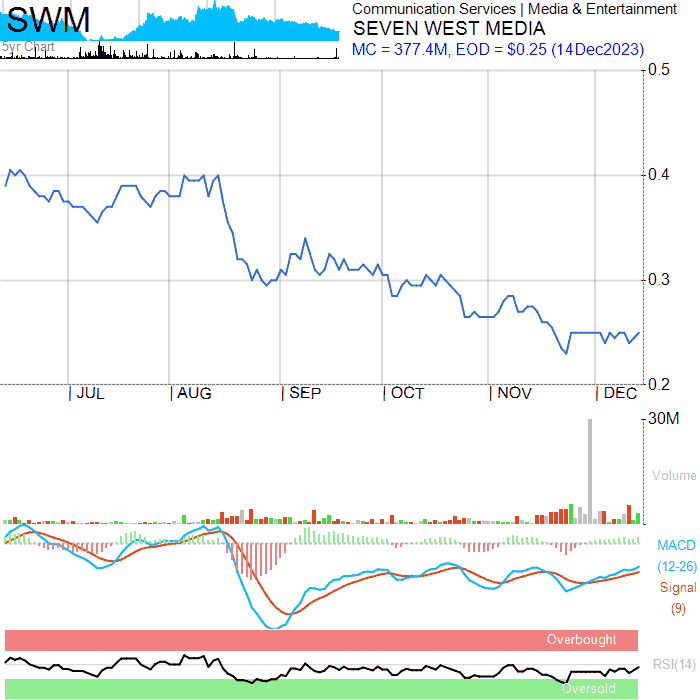 SWM
5yr Chart
Communication Services | Media & Entertainment
SEVEN WEST MEDIA
MC = 377.4M, EOD = $0.25 (14Dec2023)
0.5
0.4
0.3
0.2
JUL AUG SEP OCT NOV DEC
30M
Volume
MACD
(12-26)
Signal
(9)
Overbought
RSI(14)
Oversold